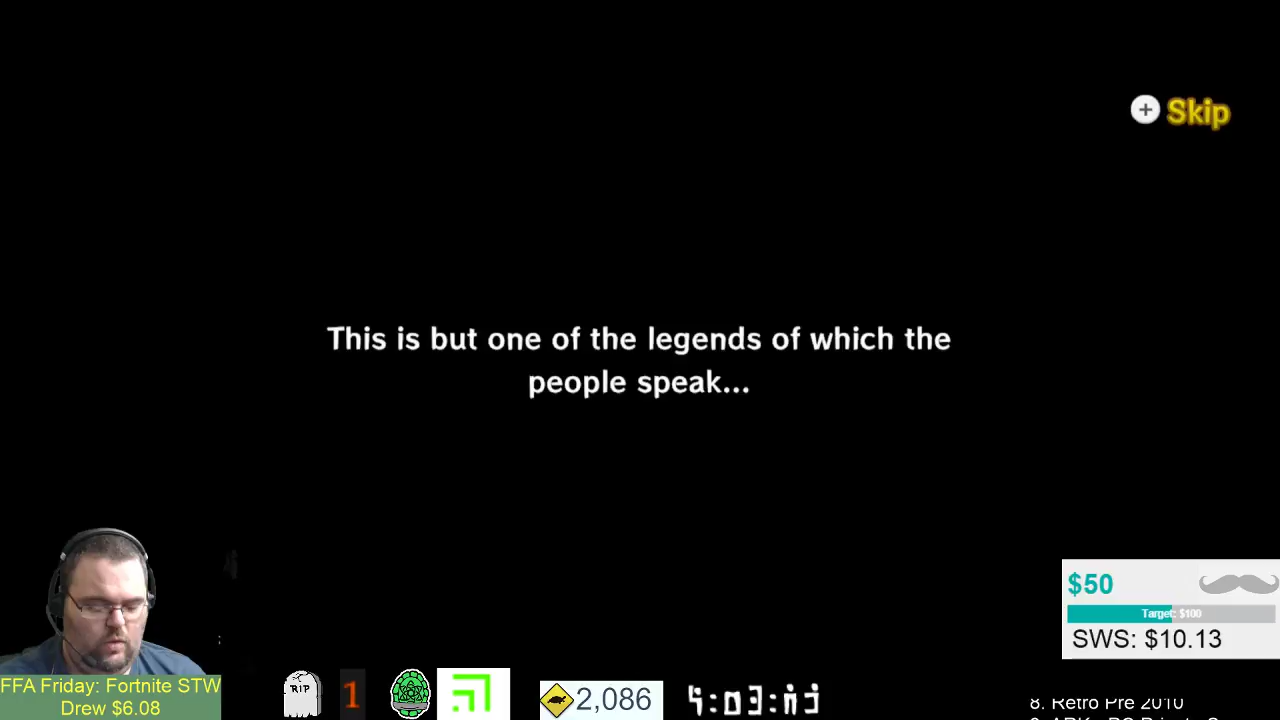 + Skip
This is but one of the legends of which the
people speak...
$50
Target: $100
SWS: $10.13
FFA Friday: Fortnite STW
Drew $6.08
RIP
1
2,086
8. Retro Pre 2010